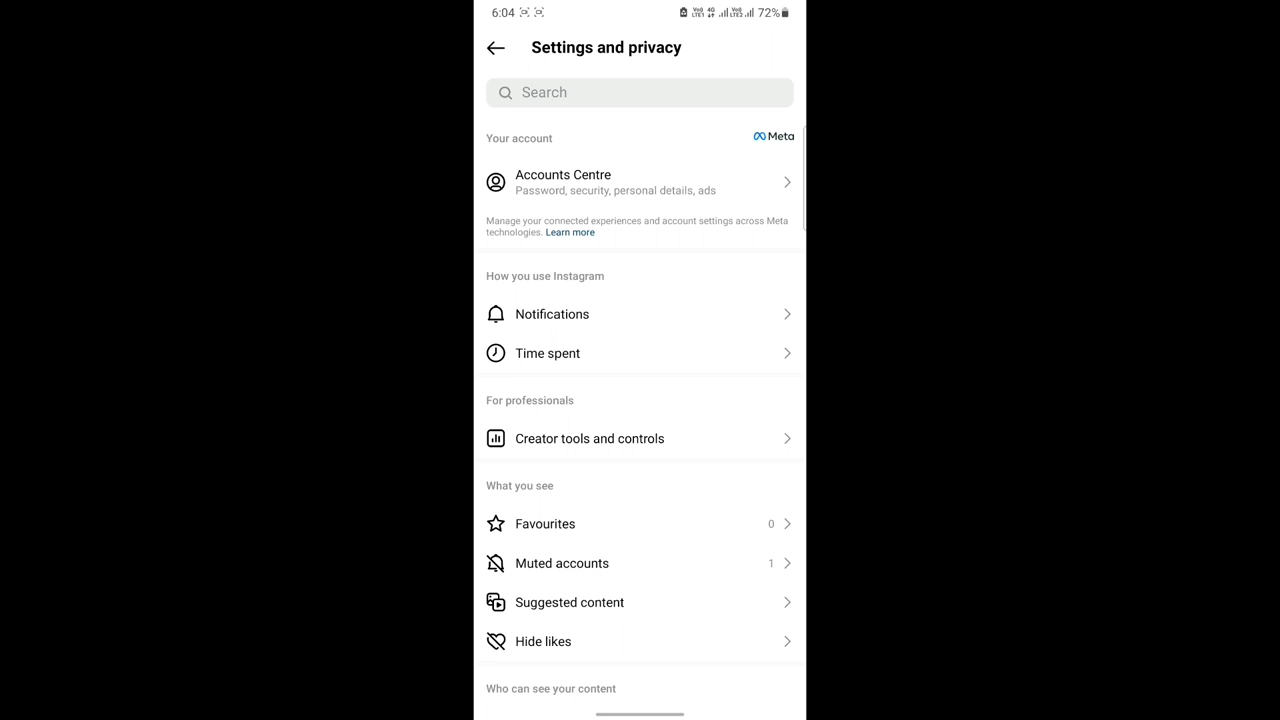 6:04 72%
Settings and privacy
Search
Your account
Meta
Accounts Centre
Password, security, personal details, ads
Manage your connected experiences and account settings across Meta
technologies. Learn more
How you use Instagram
Notifications
Time spent
For professionals
Creator tools and controls
What you see
Favourites 0
Muted accounts 1
Suggested content
Hide likes
Who can see your content